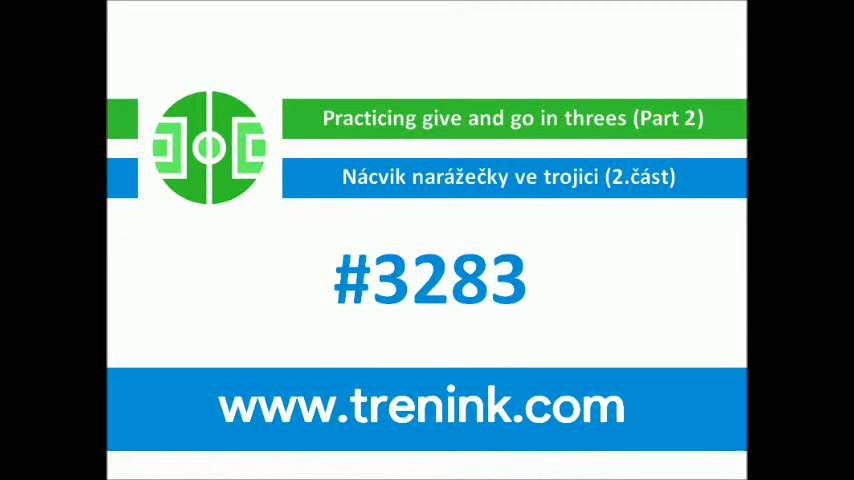 Practicing give and go in threes (Part 2)
Nácvik narážečky ve trojici (2.část)
#3283
www.trenink.com